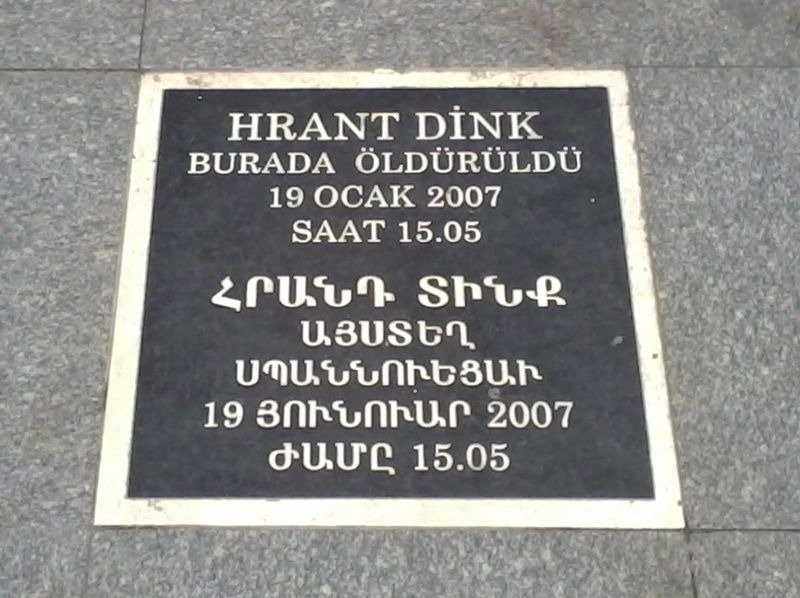 HRANT DİNK
BURADA ÖLDÜRÜLDÜ
19 OCAK 2007
SAAT 15.05
ՀՐԱՆԴ ՏԻՆՔ
ԱՅՍՏԵՂ
ՍՊԱՆՆՈՒԵՑԱՒ
19 ՅՈՒՆՈՒԱՐ 2007
ԺԱՄԸ 15.05